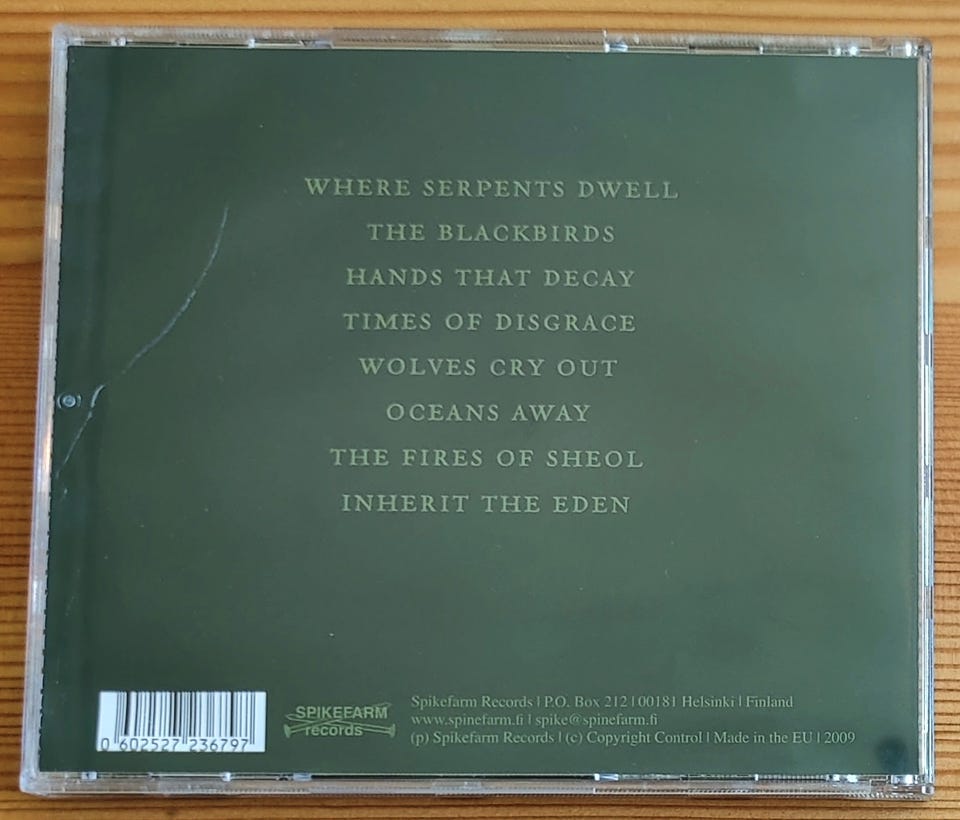 WHERE SERPENTS DWELL
THE BLACKBIRDS
HANDS THAT DECAY
TIMES OF DISGRACE
WOLVES CRY OUT
OCEANS AWAY
THE FIRES OF SHEOL
INHERIT THE EDEN
0 602527 236797
SPIKEFARM
records
Spikefarm Records | P.O. Box 212 | 00181 Helsinki | Finland
www.spinefarm.fi | spike@spinefarm.fi
(p) Spikefarm Records | (c) Copyright Control | Made in the EU | 2009